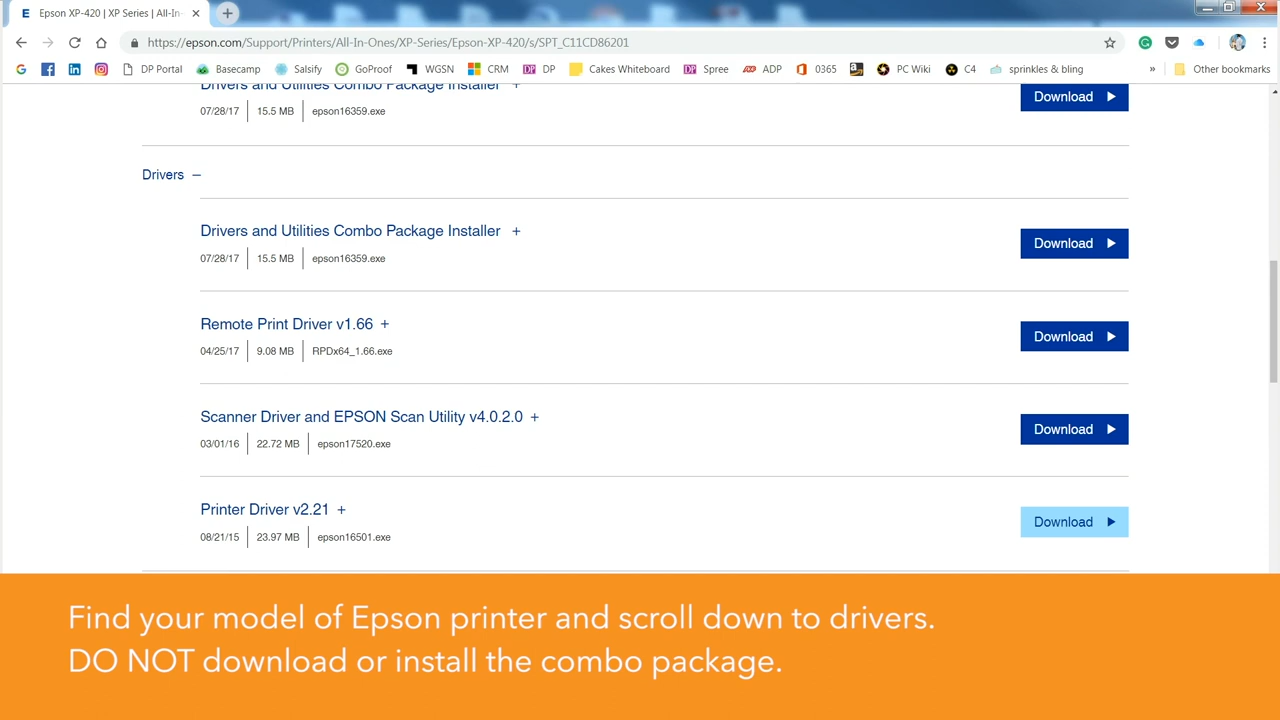 Epson XP-420 | XP Series | All-In-
https://epson.com/Support/Printers/All-In-Ones/XP-Series/Epson-XP-420/s/SPT_C11CD86201
DP Portal Basecamp Salsify GoProof WGSN CRM DP Cakes Whiteboard Spree ADP 0365 PC Wiki C4 sprinkles & bling » Other bookmarks
Drivers and Utilities Combo Package Installer + Download
07/28/17 15.5 MB epson16359.exe
Drivers –
Drivers and Utilities Combo Package Installer + Download
07/28/17 15.5 MB epson16359.exe
Remote Print Driver v1.66 + Download
04/25/17 9.08 MB RPDx64_1.66.exe
Scanner Driver and EPSON Scan Utility v4.0.2.0 + Download
03/01/16 22.72 MB epson17520.exe
Printer Driver v2.21 + Download
08/21/15 23.97 MB epson16501.exe
Find your model of Epson printer and scroll down to drivers.
DO NOT download or install the combo package.